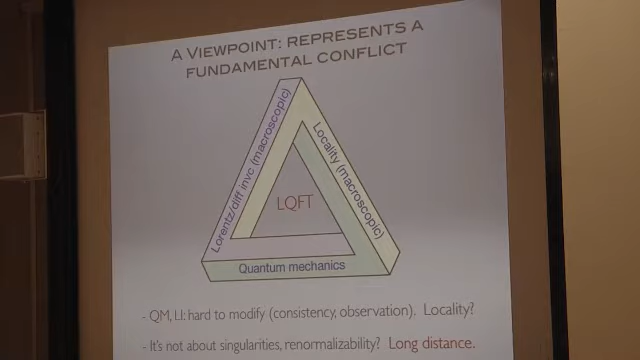 A VIEWPOINT: REPRESENTS A
FUNDAMENTAL CONFLICT
Lorentz/diff invc (macroscopic)
Locality (macroscopic)
LQFT
Quantum mechanics
- QM, LI: hard to modify (consistency, observation). Locality?
- It's not about singularities, renormalizability? Long distance.